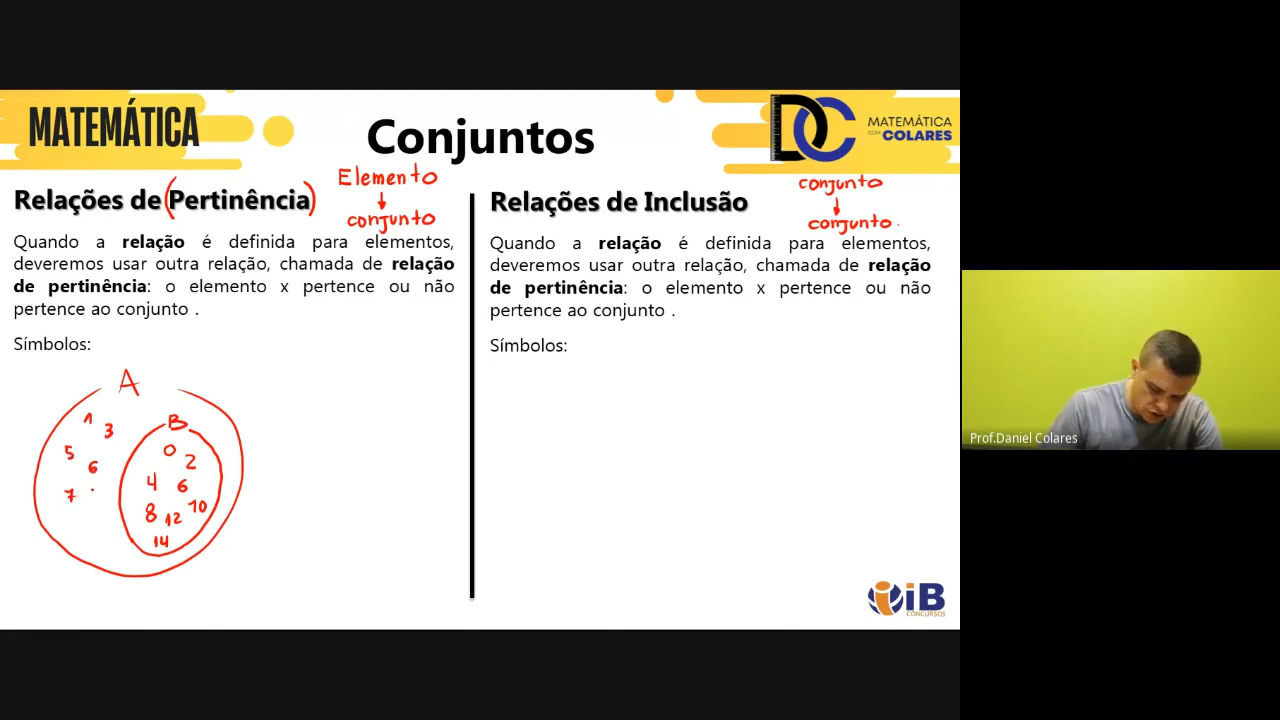 MATEMÁTICA
Conjuntos
DC
MATEMÁTICA
COM COLARES
Relações de (Pertinência)
Elemento
conjunto
Quando a relação é definida para elementos,
deveremos usar outra relação, chamada de relação
de pertinência: o elemento x pertence ou não
pertence ao conjunto .
Símbolos:
A
1
3
5
6
7
B
0
2
4
6
8
10
12
14
Relações de Inclusão
conjunto
conjunto
Quando a relação é definida para elementos,
deveremos usar outra relação, chamada de relação
de pertinência: o elemento x pertence ou não
pertence ao conjunto .
Símbolos:
iB
CONCURSOS
Prof.Daniel Colares